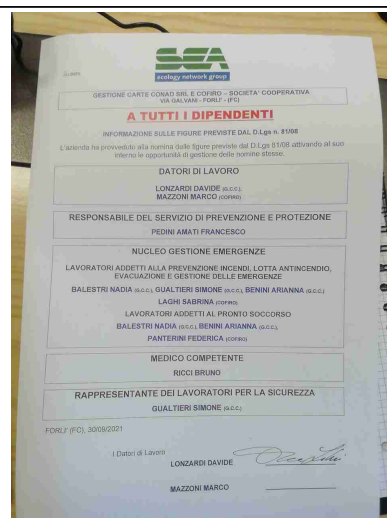 SEA
ecology network group
GESTIONE CARTE CONAD SRL E COFIRO – SOCIETA' COOPERATIVA
VIA GALVANI - FORLI' - (FC)
A TUTTI I DIPENDENTI
INFORMAZIONE SULLE FIGURE PREVISTE DAL D.Lgs n. 81/08
L'azienda ha provveduto alla nomina dalle figure previste dal D.Lgs 81/08 attivando al suo
interno le opportunità di gestione delle nomine stesse.
DATORI DI LAVORO
LONZARDI DAVIDE (G.C.C.),
MAZZONI MARCO (COFIRO)
RESPONSABILE DEL SERVIZIO DI PREVENZIONE E PROTEZIONE
PEDINI AMATI FRANCESCO
NUCLEO GESTIONE EMERGENZE
LAVORATORI ADDETTI ALLA PREVENZIONE INCENDI, LOTTA ANTINCENDIO,
EVACUAZIONE E GESTIONE DELLE EMERGENZE
BALESTRI NADIA (G.C.C.), GUALTIERI SIMONE (G.C.C.), BENINI ARIANNA (G.C.C.)
LAGHI SABRINA (COFIRO)
LAVORATORI ADDETTI AL PRONTO SOCCORSO
BALESTRI NADIA (G.C.C.), BENINI ARIANNA (G.C.C.),
PANTERINI FEDERICA (COFIRO)
MEDICO COMPETENTE
RICCI BRUNO
RAPPRESENTANTE DEI LAVORATORI PER LA SICUREZZA
GUALTIERI SIMONE (G.C.C.)
FORLI' (FC), 30/09/2021
I Datori di Lavoro
LONZARDI DAVIDE
MAZZONI MARCO